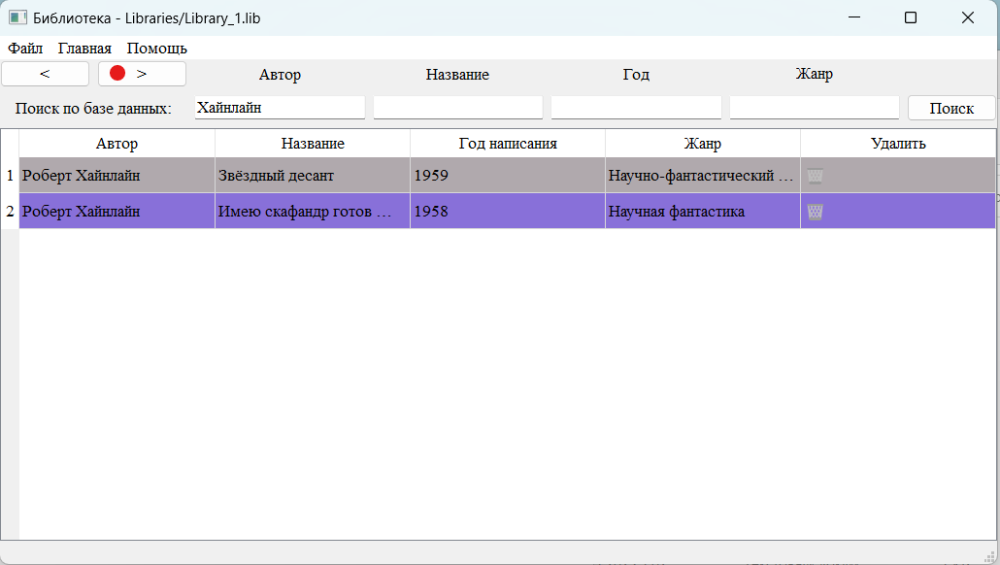 Библиотека - Libraries/Library_1.lib
Файл Главная Помощь
< > Автор Название Год Жанр
Поиск по базе данных: Хайнлайн Поиск
Автор Название Год написания Жанр Удалить
1 Роберт Хайнлайн Звёздный десант 1959 Научно-фантастический ...
2 Роберт Хайнлайн Имею скафандр готов ... 1958 Научная фантастика